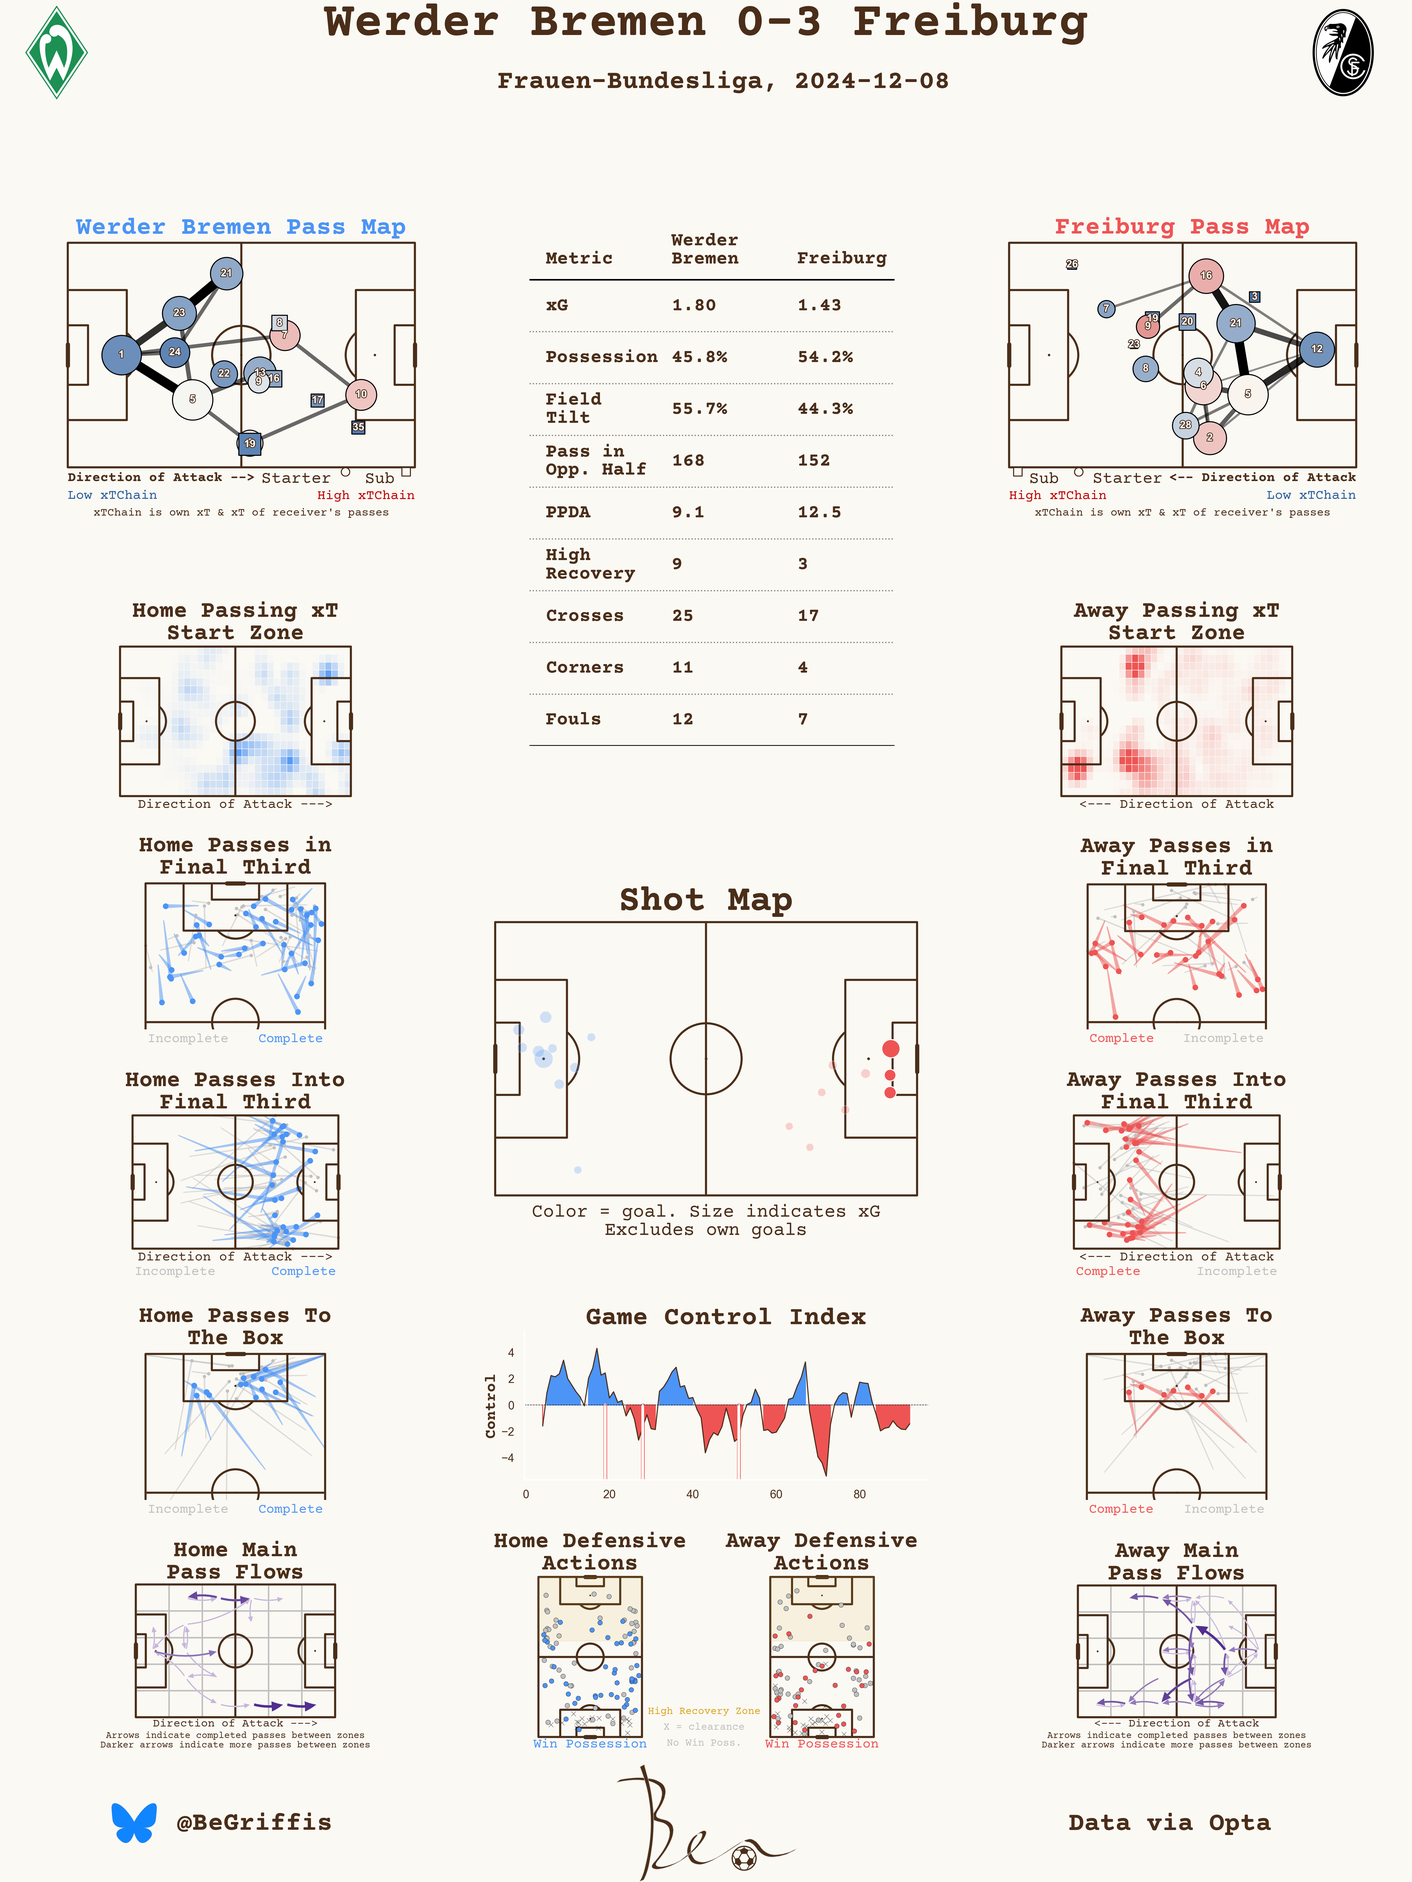 Werder Bremen 0-3 Freiburg
Frauen-Bundesliga, 2024-12-08
Werder Bremen Pass Map
21
23
1
24
8
7
22
13
9
16
5
10
17
35
19
Direction of Attack --> Starter Sub
Low xTChain High xTChain
xTChain is own xT & xT of receiver's passes
Metric Werder Bremen Freiburg
xG 1.80 1.43
Possession 45.8% 54.2%
Field Tilt 55.7% 44.3%
Pass in Opp. Half 168 152
PPDA 9.1 12.5
High Recovery 9 3
Crosses 25 17
Corners 11 4
Fouls 12 7
Freiburg Pass Map
26
16
3
7
19
9
20
21
23
12
8
4
6
5
28
2
Sub Starter <-- Direction of Attack
High xTChain Low xTChain
xTChain is own xT & xT of receiver's passes
Home Passing xT
Start Zone
Direction of Attack --->
Away Passing xT
Start Zone
<--- Direction of Attack
Home Passes in
Final Third
Incomplete Complete
Away Passes in
Final Third
Complete Incomplete
Shot Map
Color = goal. Size indicates xG
Excludes own goals
Home Passes Into
Final Third
Direction of Attack --->
Incomplete Complete
Away Passes Into
Final Third
<--- Direction of Attack
Complete Incomplete
Home Passes To
The Box
Incomplete Complete
Game Control Index
Control
4
2
0
−2
−4
0 20 40 60 80
Away Passes To
The Box
Complete Incomplete
Home Main
Pass Flows
Direction of Attack --->
Arrows indicate completed passes between zones
Darker arrows indicate more passes between zones
Home Defensive
Actions
Win Possession
Away Defensive
Actions
Win Possession
High Recovery Zone
X = clearance
No Win Poss.
Away Main
Pass Flows
<--- Direction of Attack
Arrows indicate completed passes between zones
Darker arrows indicate more passes between zones
@BeGriffis
Ben
Data via Opta